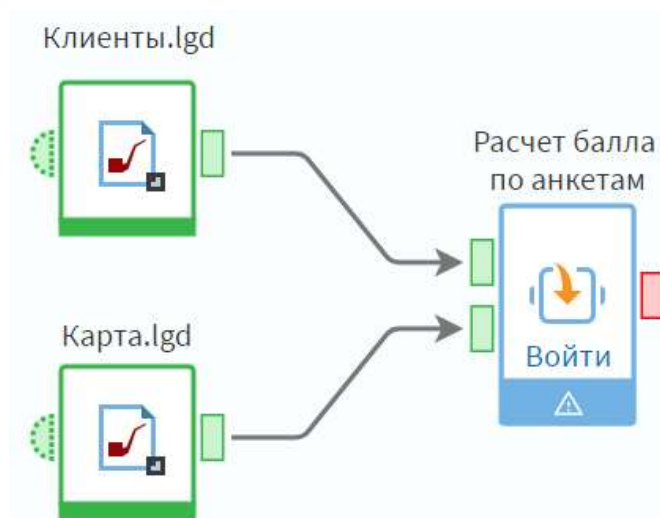 Клиенты.lgd
Расчет балла
по анкетам
Войти
Карта.lgd